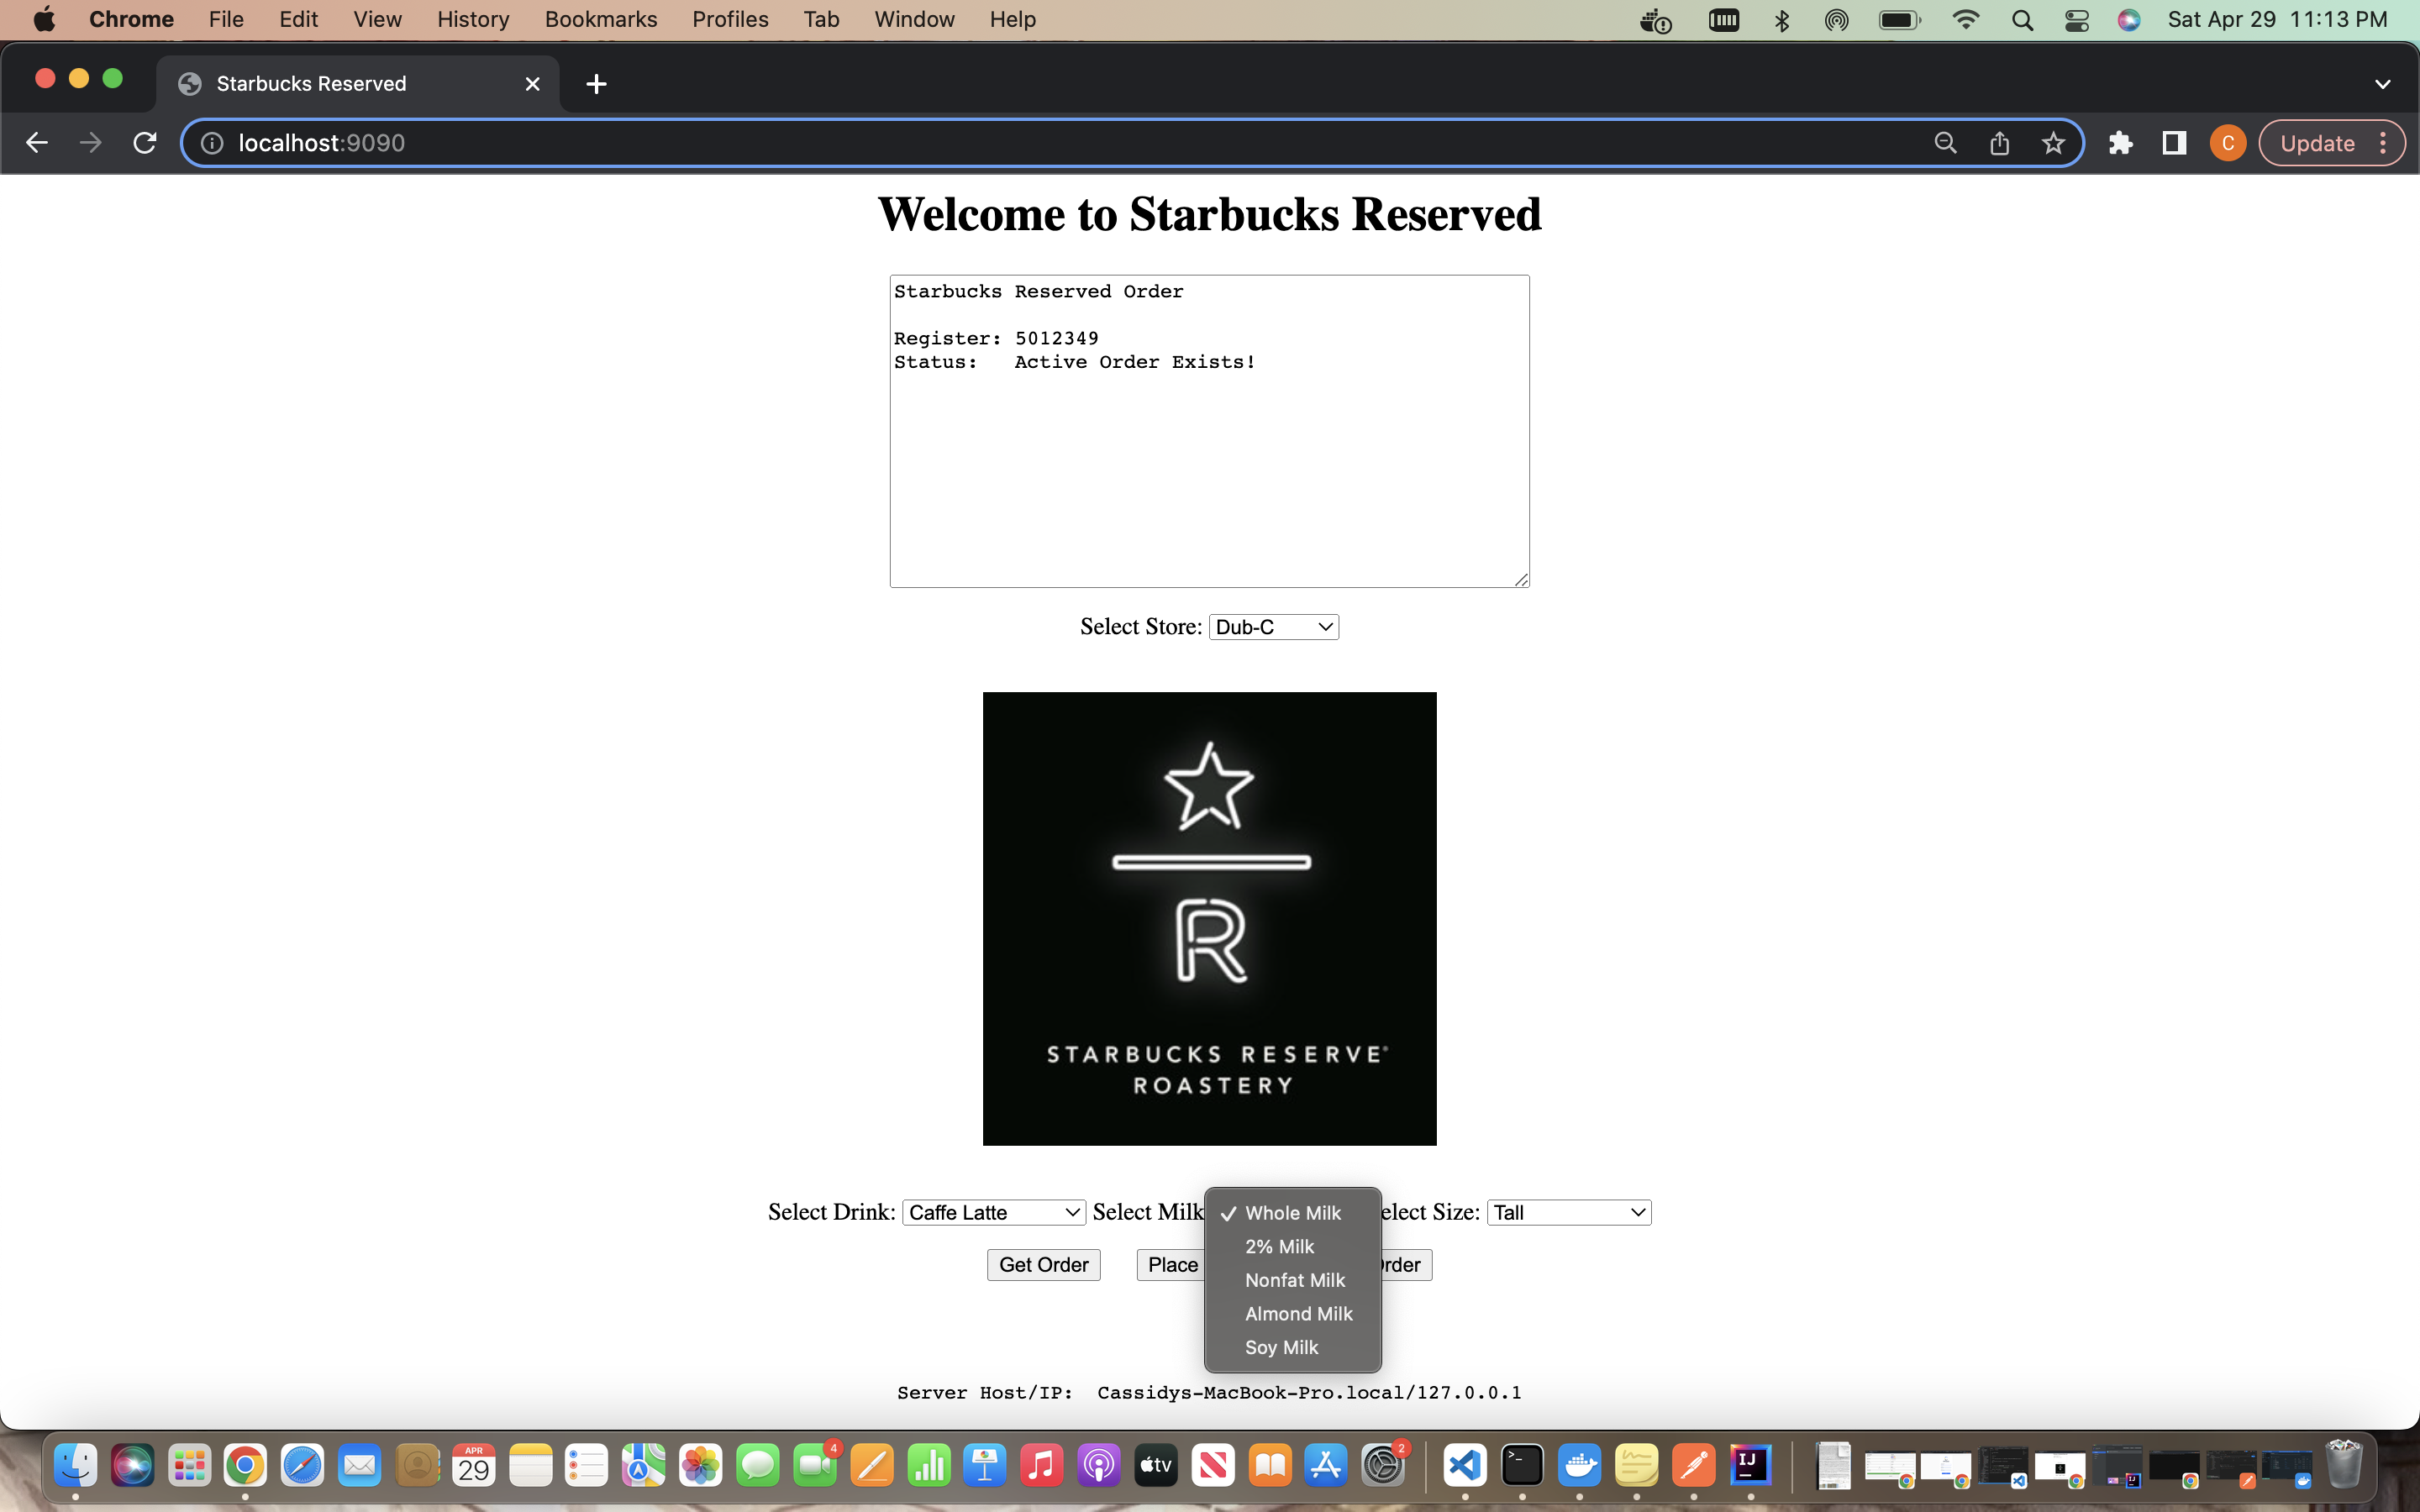 Chrome File Edit View History Bookmarks Profiles Tab Window Help Sat Apr 29 11:13 PM
Starbucks Reserved
localhost:9090 C Update
Welcome to Starbucks Reserved
Starbucks Reserved Order
Register: 5012349
Status: Active Order Exists!
Select Store: Dub-C
R
STARBUCKS RESERVE®
ROASTERY
Select Drink: Caffe Latte Select Milk ✓ Whole Milk elect Size: Tall
2% Milk
Get Order Place rder
Nonfat Milk
Almond Milk
Soy Milk
Server Host/IP: Cassidys-MacBook-Pro.local/127.0.0.1
APR
29
4
tv
2
IJ